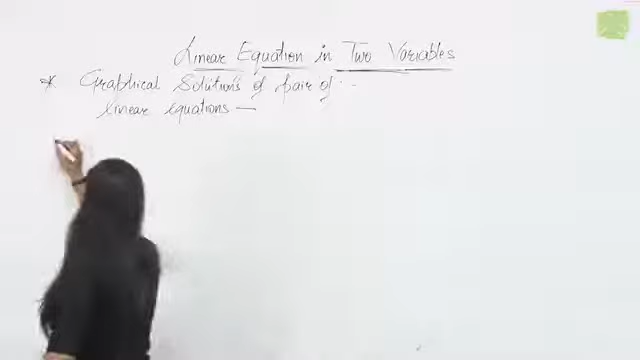 Linear Equation in Two Variables
* Graphical Solutions of pair of :-
linear equations —